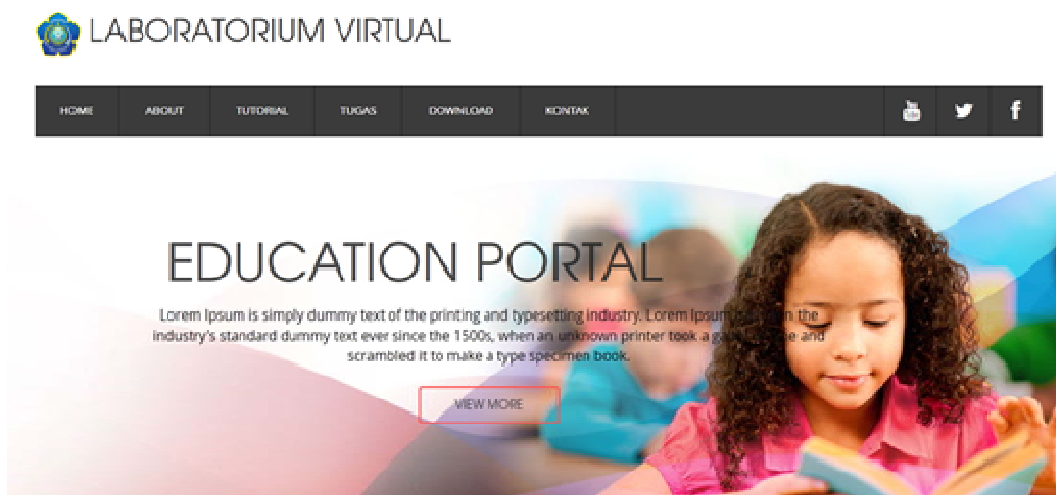 LABORATORIUM VIRTUAL
HOME ABOUT TUTORIAL TUGAS DOWNLOAD KONTAK
EDUCATION PORTAL
Lorem Ipsum is simply dummy text of the printing and typesetting industry. Lorem Ipsum the
industry's standard dummy text ever since the 1500s, when an unknown printer took a and
scrambled it to make a type specimen book.
VIEW MORE